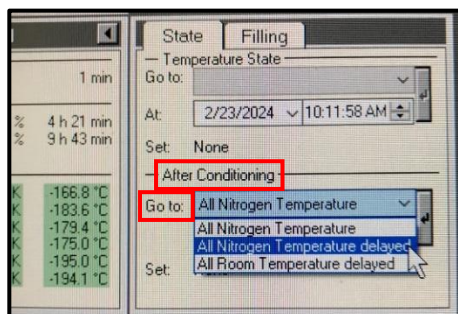 State Filling
Temperature State
Go to:
1 min
At: 2/23/2024 10:11:58 AM
% 4 h 21 min
% 9 h 43 min
Set: None
After Conditioning
Go to: All Nitrogen Temperature
K -166.8 °C
K -183.6 °C
K -179.4 °C
K -175.0 °C
K -195.0 °C
K -194.1 °C
All Nitrogen Temperature
All Nitrogen Temperature delayed
All Room Temperature delayed
Set: